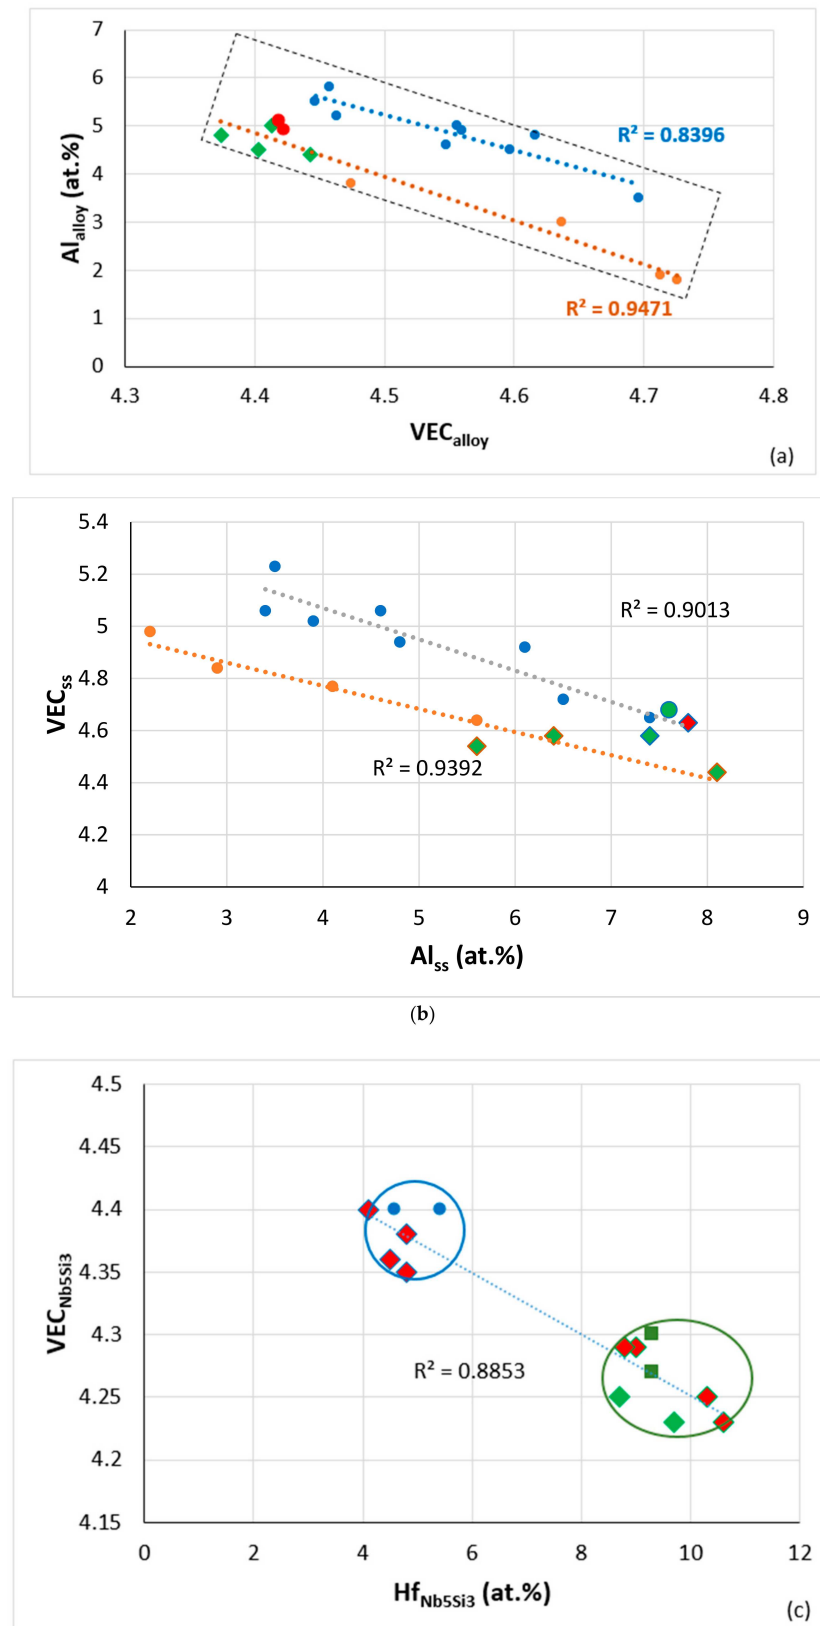 7
6
5
4
3
2
1
0
Al_alloy (at.%)
R² = 0.8396
R² = 0.9471
4.3 4.4 4.5 4.6 4.7 4.8
VEC_alloy
(a)
5.4
5.2
5
4.8
4.6
4.4
4.2
4
VEC_ss
R² = 0.9013
R² = 0.9392
2 3 4 5 6 7 8 9
Al_ss (at.%)
(b)
4.5
4.45
4.4
4.35
4.3
4.25
4.2
4.15
VEC_Nb5Si3
R² = 0.8853
0 2 4 6 8 10 12
Hf_Nb5Si3 (at.%)
(c)